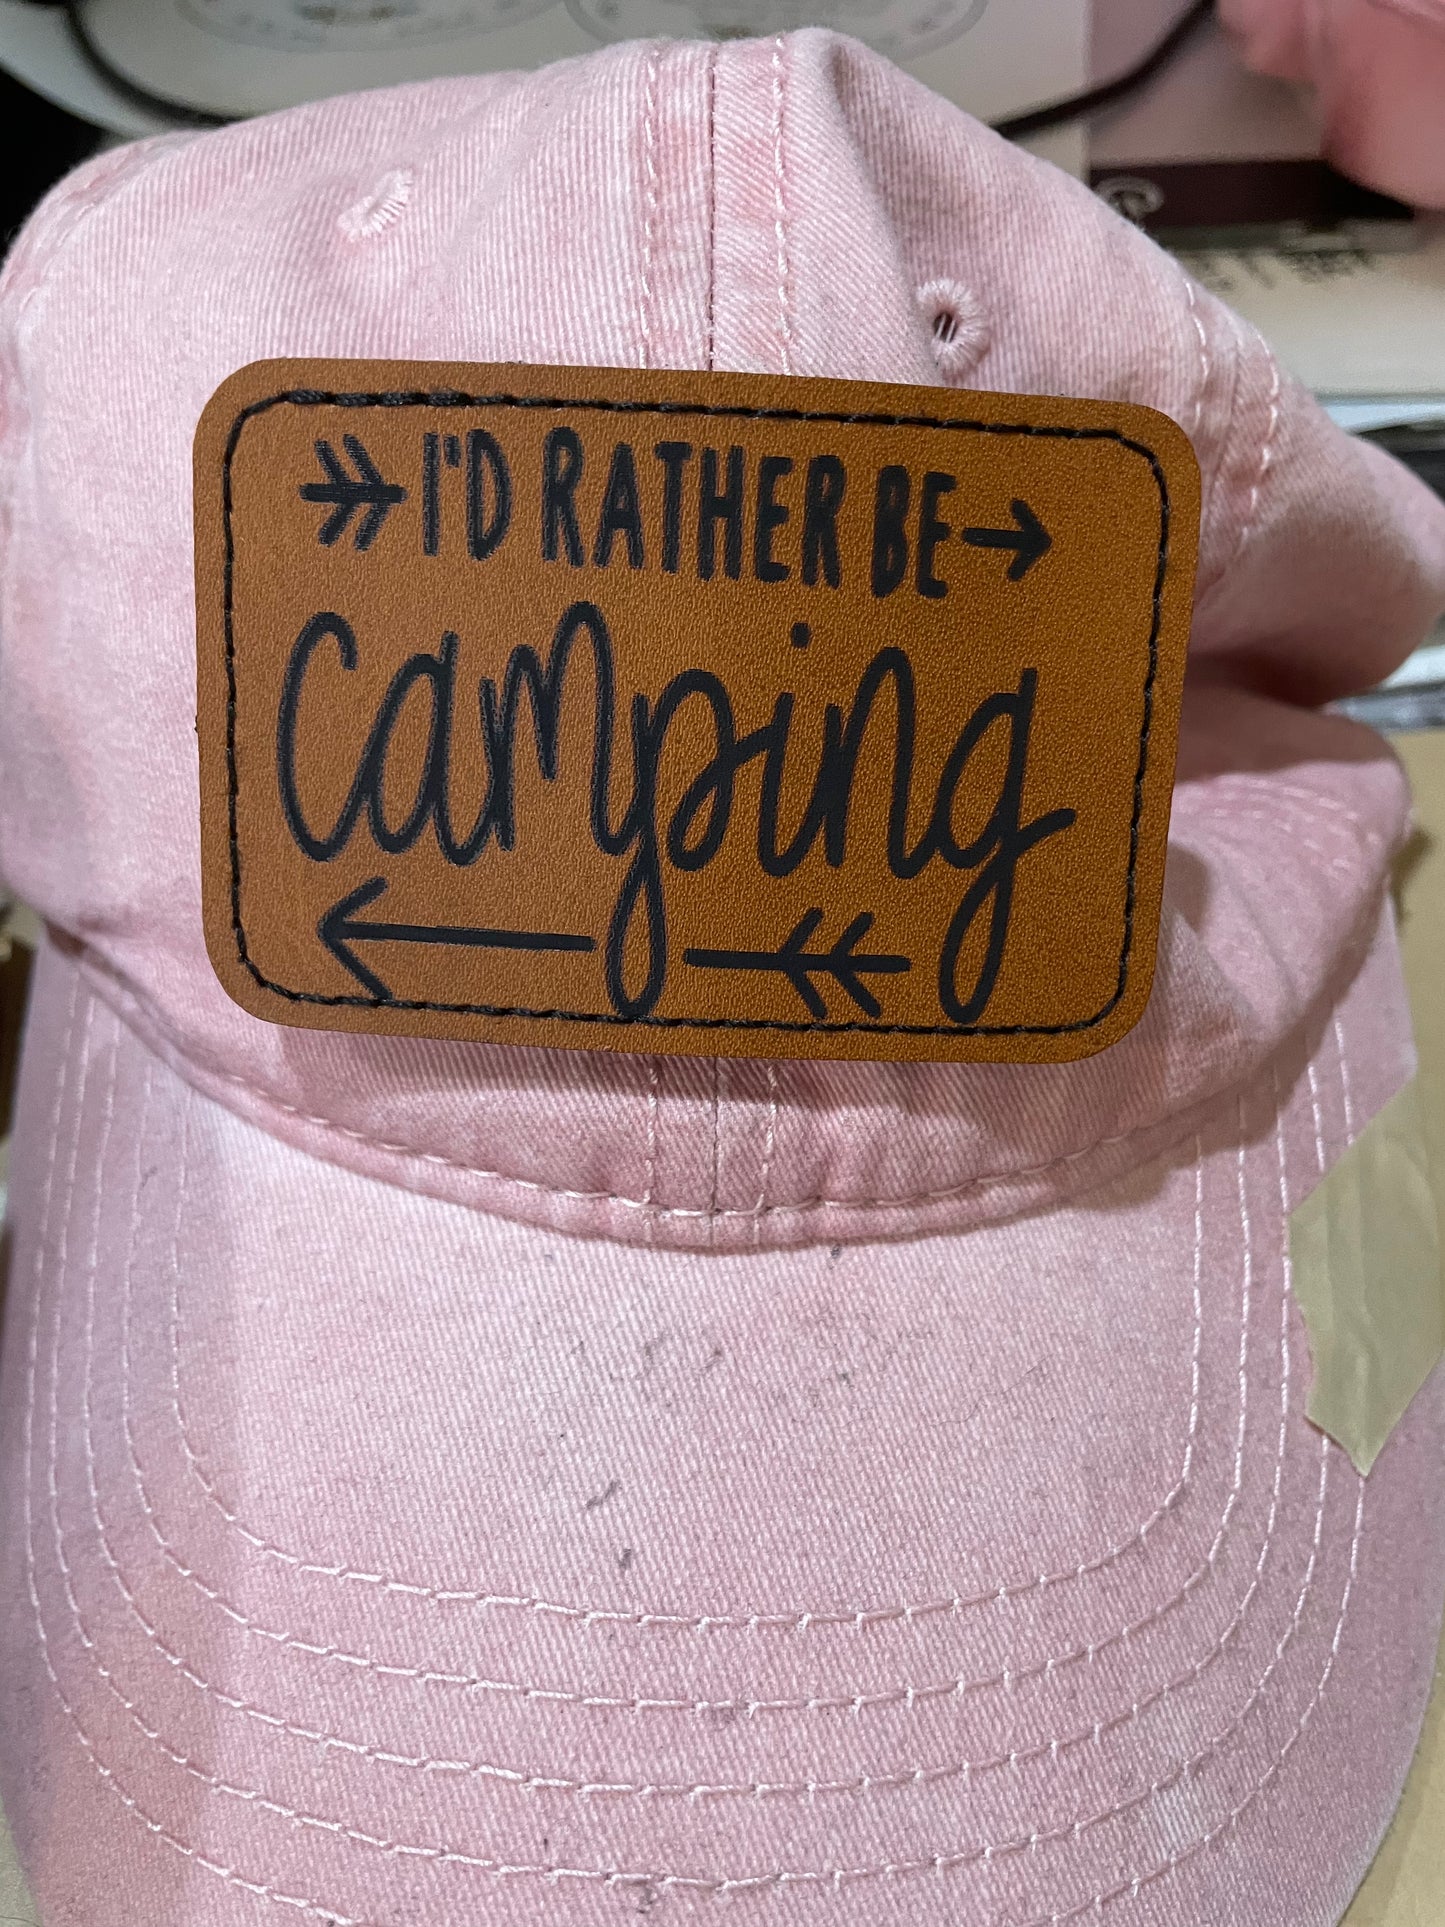 I'D RATHER BE
camping